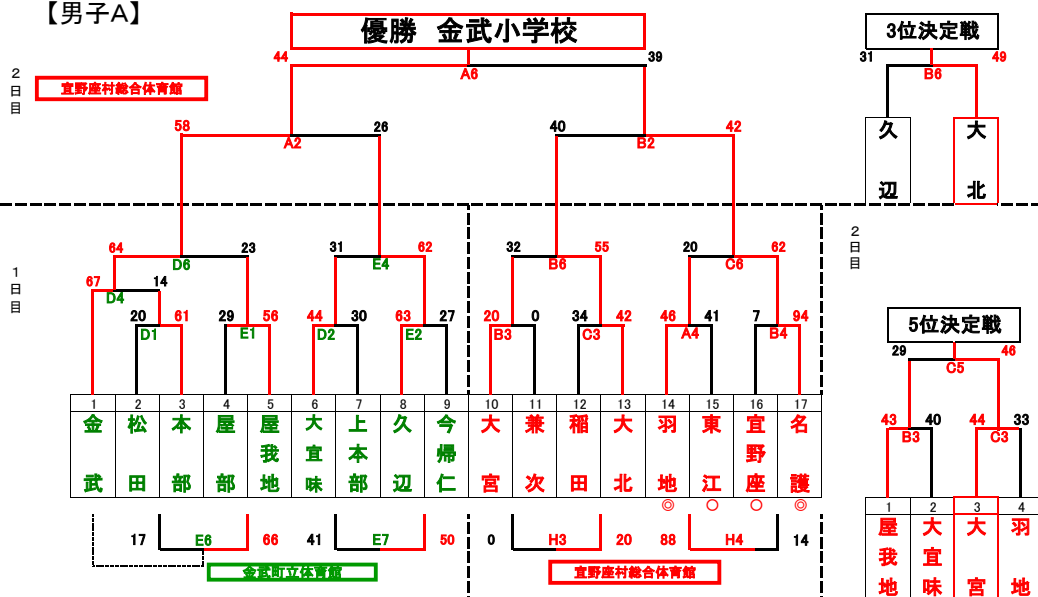 【男子A】
優勝 金武小学校
3位決定戦
44 39
A6
31 49
B6
2日目
宜野座村総合体育館
58 26 40 42
A2 B2
久辺 大北
64 23 31 62 32 55 20 62
D6 E4 B6 C6
2日目
1日目
67 14
D4
20 61 29 56 44 30 63 27 20 0 34 42 46 41 7 94
D1 E1 D2 E2 B3 C3 A4 B4
5位決定戦
29 46
C5
1 2 3 4 5 6 7 8 9 10 11 12 13 14 15 16 17
金武 松田 本部 屋部 屋我地 大宜味 上本部 久辺 今帰仁 大宮 兼次 稲田 大北 羽地 東江 宜野座 名護
◎ ○ ○ ◎
43 40 44 33
B3 C3
1 2 3 4
屋我地 大宜味 大宮 羽地
17 E6 66 41 E7 50 0 H3 20 88 H4 14
金武町立体育館
宜野座村総合体育館